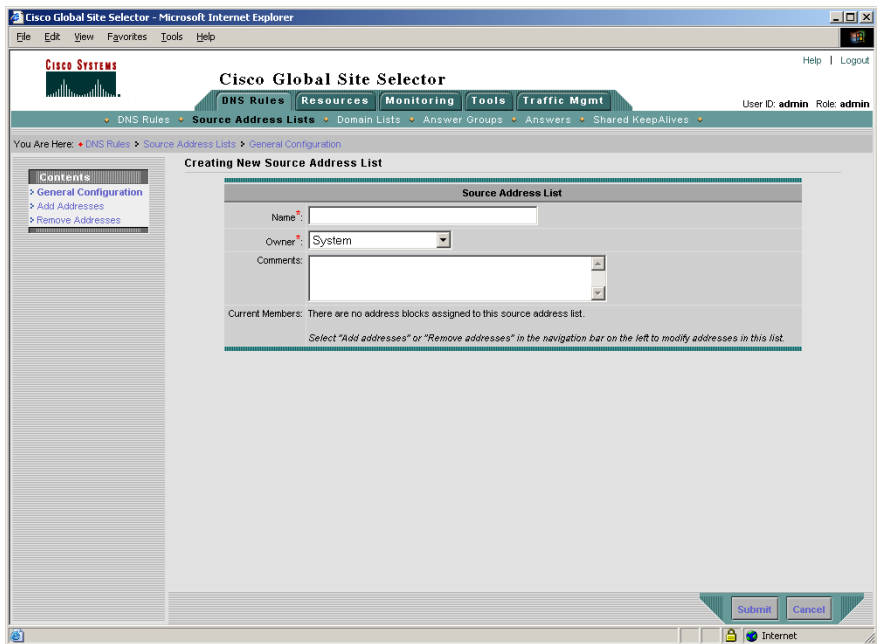 Cisco Global Site Selector - Microsoft Internet Explorer
File Edit View Favorites Tools Help
Help | Logout
CISCO SYSTEMS
Cisco Global Site Selector
DNS Rules Resources Monitoring Tools Traffic Mgmt
User ID: admin Role: admin
DNS Rules Source Address Lists Domain Lists Answer Groups Answers Shared KeepAlives
You Are Here: DNS Rules Source Address Lists General Configuration
Creating New Source Address List
Contents
General Configuration
Add Addresses
Remove Addresses
Source Address List
Name*:
Owner*: System
Comments:
Current Members: There are no address blocks assigned to this source address list.
Select "Add addresses" or "Remove addresses" in the navigation bar on the left to modify addresses in this list.
Submit Cancel
Internet